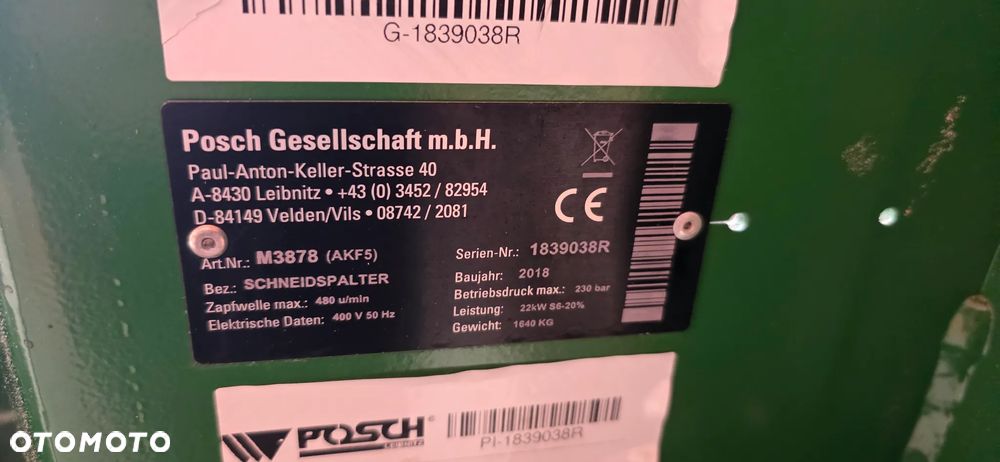 G-1839038R
Posch Gesellschaft m.b.H.
Paul-Anton-Keller-Strasse 40
A-8430 Leibnitz • +43 (0) 3452 / 82954
D-84149 Velden/Vils • 08742 / 2081
CE
Art.Nr.: M3878 (AKF5)
Bez.: SCHNEIDSPALTER
Zapfwelle max.: 480 u/min
Elektrische Daten: 400 V 50 Hz
Serien-Nr.: 1839038R
Baujahr: 2018
Betriebsdruck max.: 230 bar
Leistung: 22kW S6-20%
Gewicht: 1640 KG
POSCH
LEIBNITZ
PI-1839038R
OTOMOTO